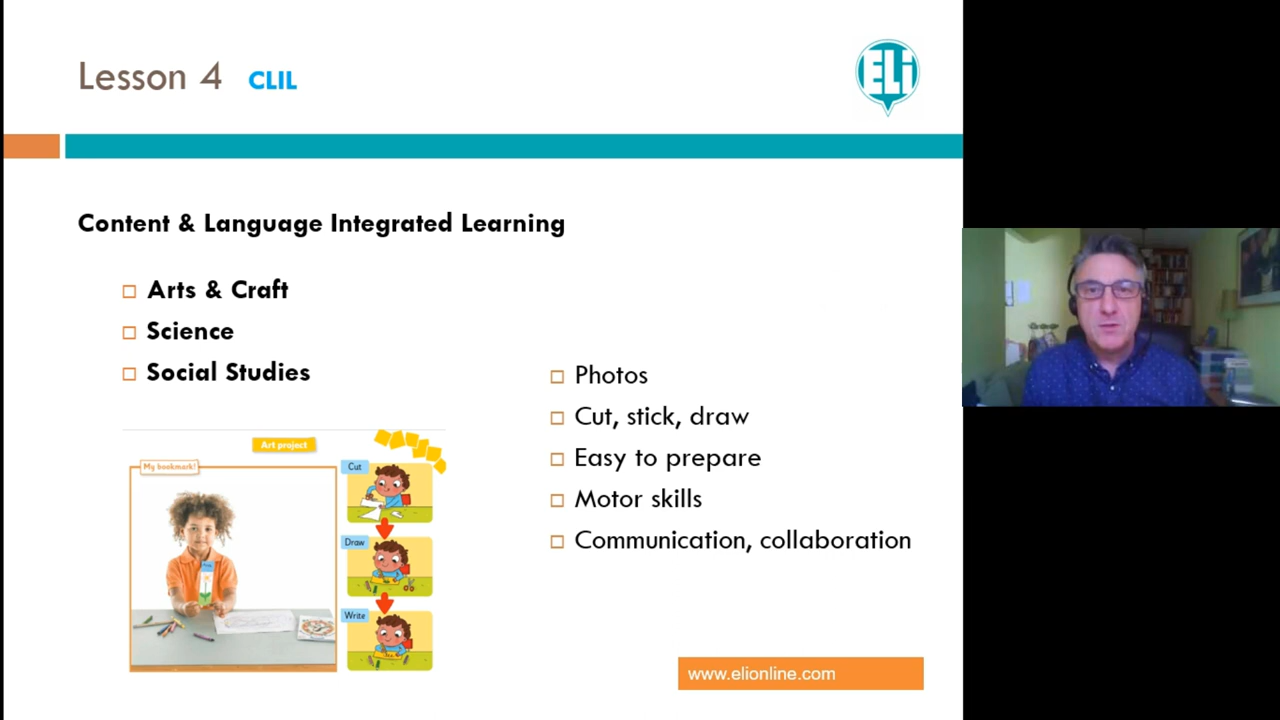 Lesson 4 CLIL
ELi
Content & Language Integrated Learning
Arts & Craft
Science
Social Studies
Photos
Cut, stick, draw
Easy to prepare
Motor skills
Communication, collaboration
Art project
My bookmark!
Cut
Draw
Write
www.elionline.com